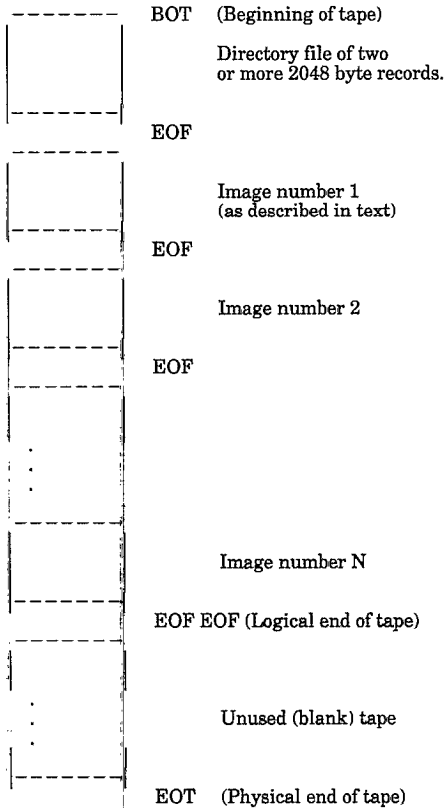 BOT (Beginning of tape)
Directory file of two
or more 2048 byte records.
EOF
Image number 1
(as described in text)
EOF
Image number 2
EOF
.
.
.
Image number N
EOF EOF (Logical end of tape)
.
.
.
Unused (blank) tape
EOT (Physical end of tape)